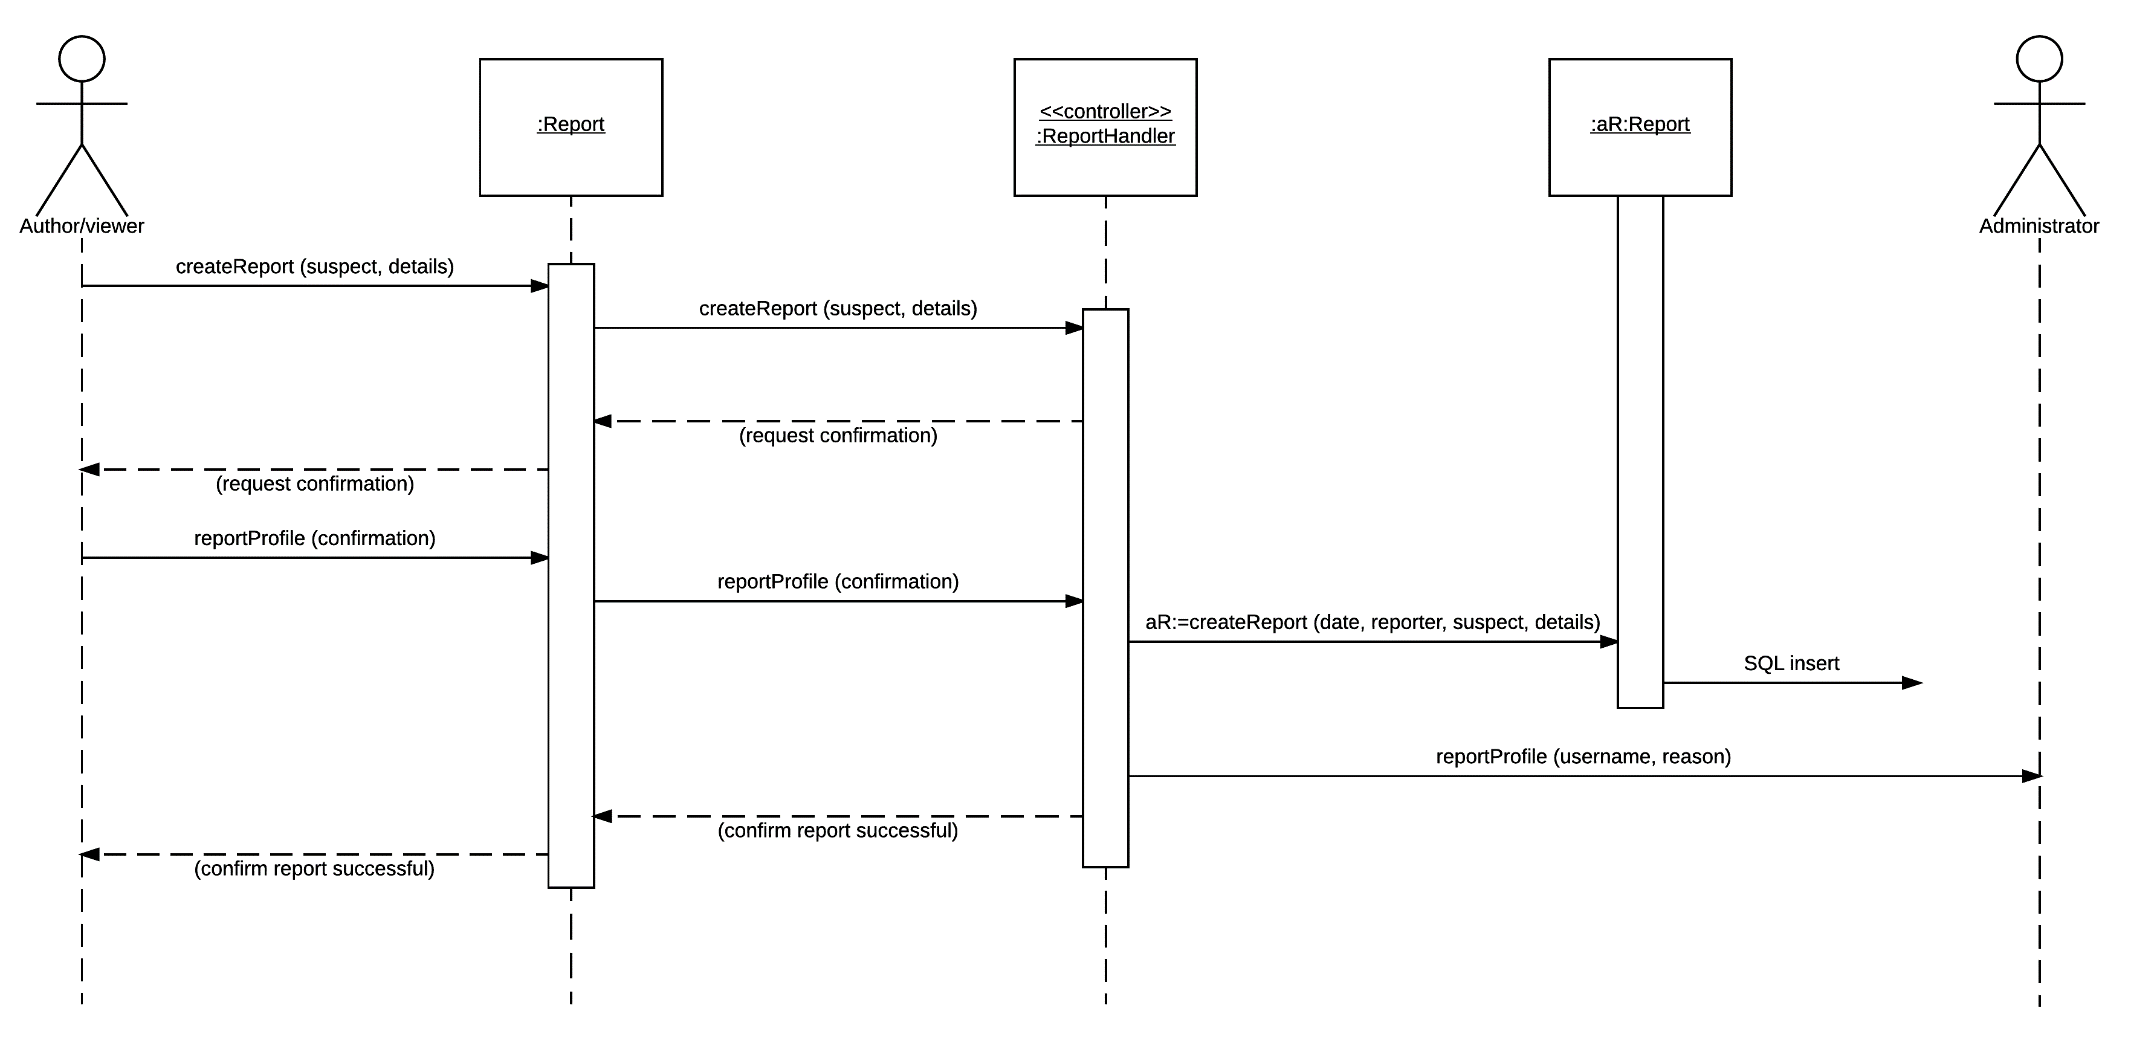 :Report
<<controller>>
:ReportHandler
:aR:Report
Author/viewer
Administrator
createReport (suspect, details)
createReport (suspect, details)
(request confirmation)
(request confirmation)
reportProfile (confirmation)
reportProfile (confirmation)
aR:=createReport (date, reporter, suspect, details)
SQL insert
reportProfile (username, reason)
(confirm report successful)
(confirm report successful)